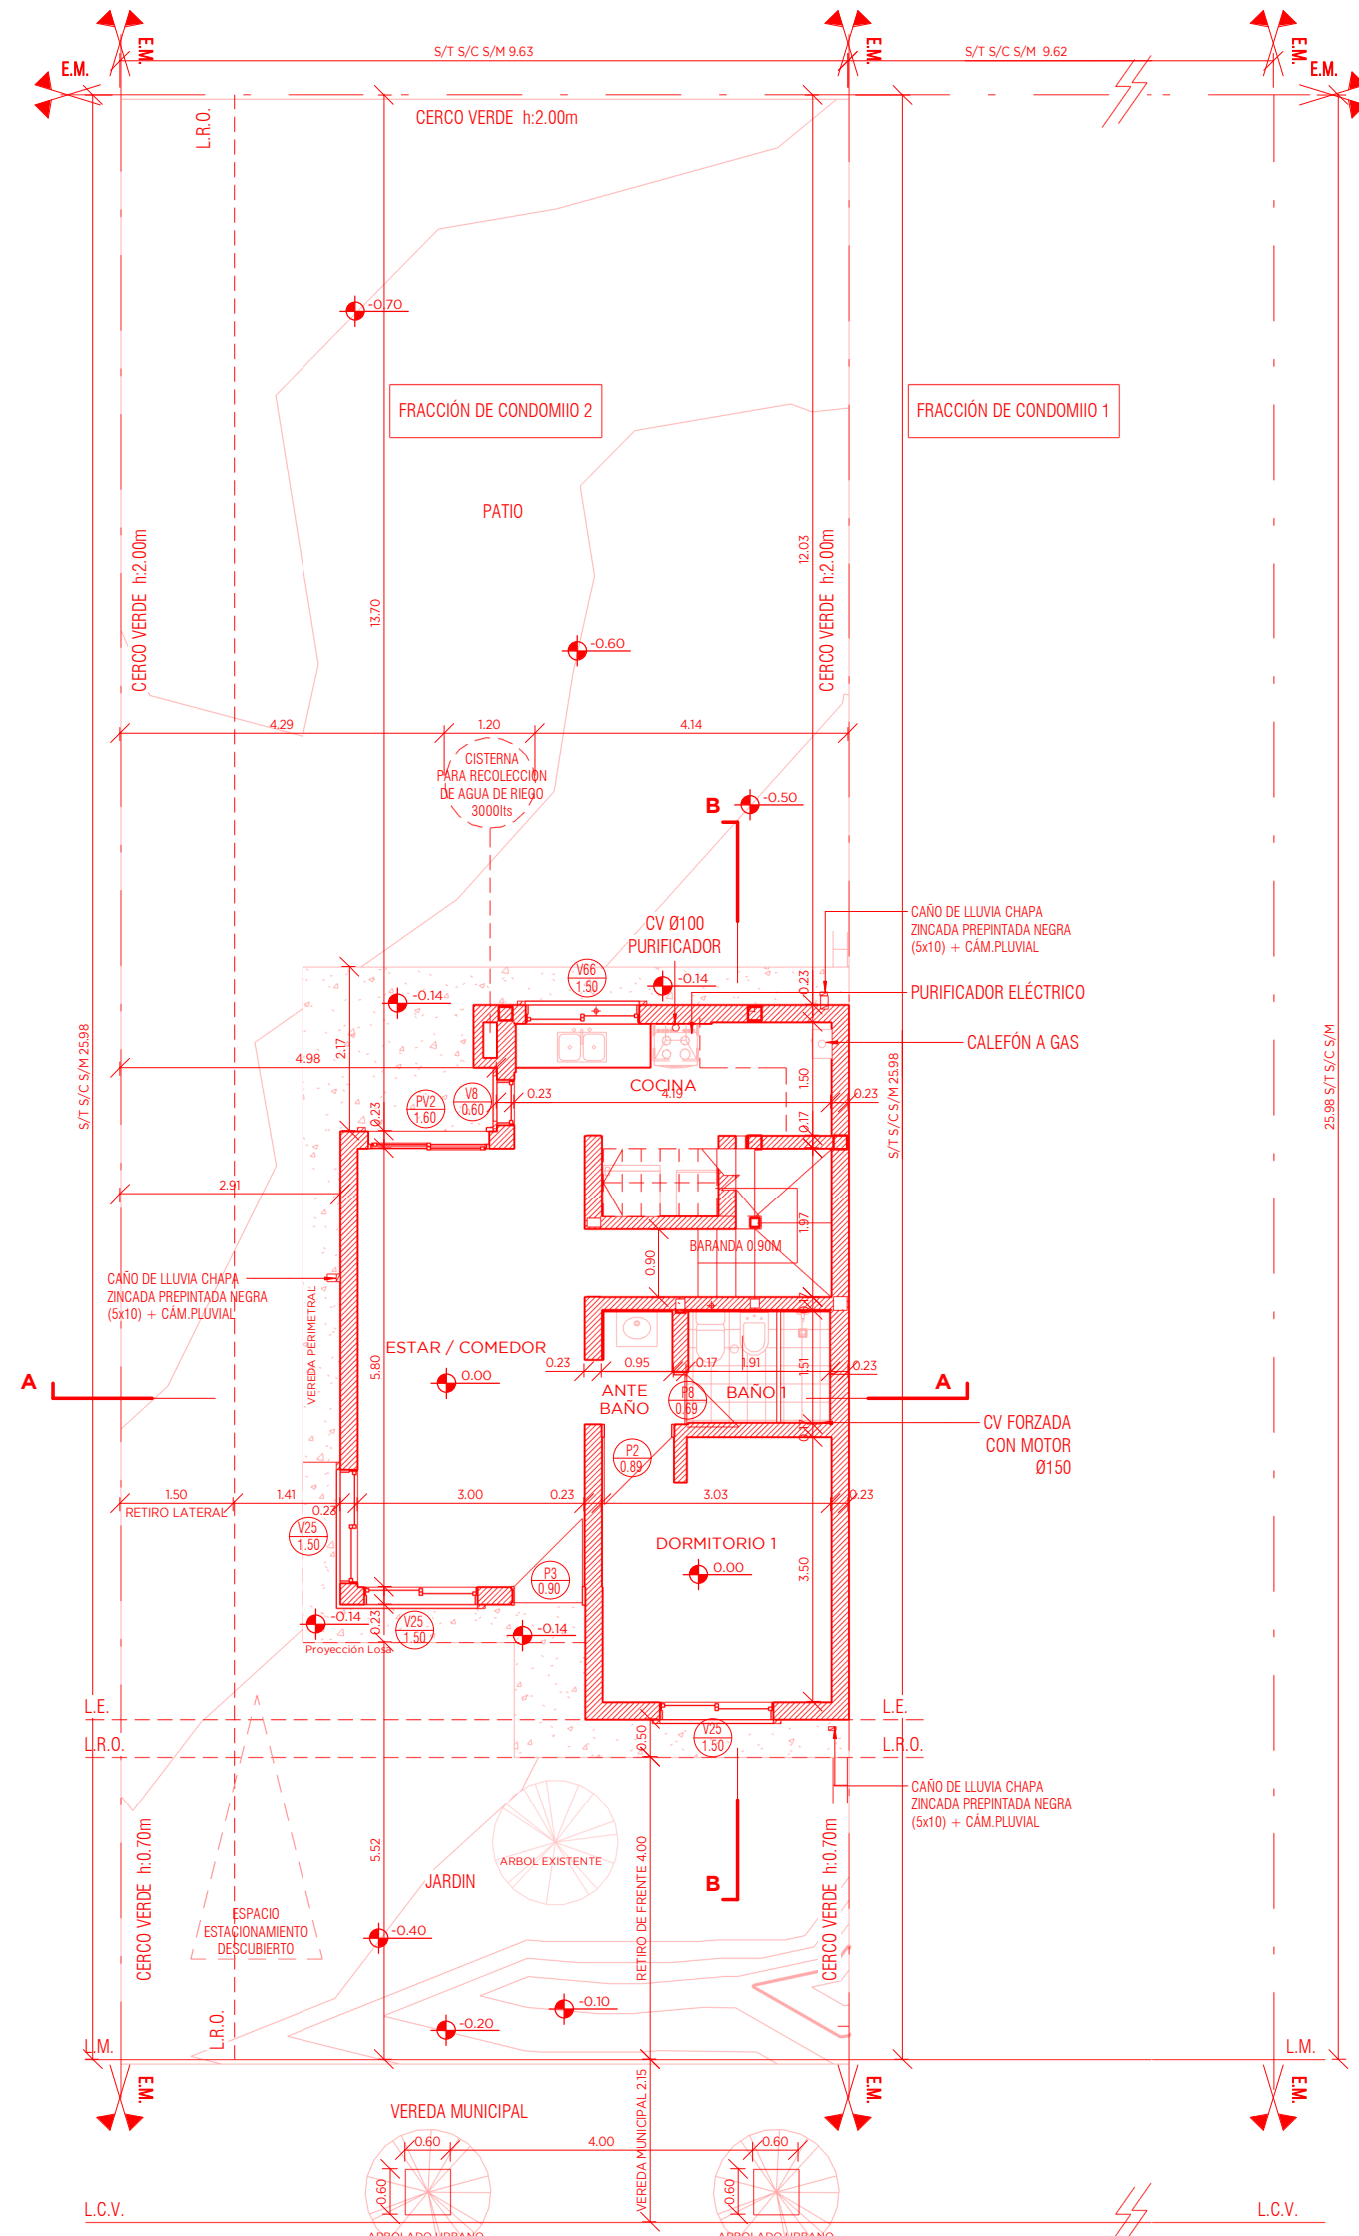 E.M.
E.M.
S/T S/C S/M 9.63
E.M.
S/T S/C S/M 9.62
E.M.
E.M.
L.R.O.
CERCO VERDE h:2.00m
-0.70
FRACCIÓN DE CONDOMIIO 2
FRACCIÓN DE CONDOMIIO 1
PATIO
CERCO VERDE h:2.00m
13.70
12.03
CERCO VERDE h:2.00m
-0.60
4.29
1.20
4.14
CISTERNA
PARA RECOLECCIÓN
DE AGUA DE RIEGO
3000lts
B
-0.50
CAÑO DE LLUVIA CHAPA
ZINCADA PREPINTADA NEGRA
(5x10) + CÁM.PLUVIAL
CV Ø100
PURIFICADOR
V66
1.50
-0.14
-0.14
0.23
PURIFICADOR ELÉCTRICO
CALEFÓN A GAS
S/T S/C S/M 25.98
2.17
4.98
COCINA
1.50
S/T S/C S/M 25.98
25.98 S/T S/C S/M
PV2
1.60
V8
0.60
0.23
4.19
0.23
0.23
0.17
2.91
1.97
BARANDA 0.90M
0.90
CAÑO DE LLUVIA CHAPA
ZINCADA PREPINTADA NEGRA
(5x10) + CÁM.PLUVIAL
VEREDA PERIMETRAL
0.17
ESTAR / COMEDOR
5.80
0.00
0.23
0.95
0.17
1.91
1.51
0.23
A
A
ANTE
BAÑO
P8
0.69
BAÑO 1
CV FORZADA
CON MOTOR
Ø150
0.17
P2
0.89
1.50
1.41
3.00
0.23
3.03
0.23
RETIRO LATERAL
0.23
V25
1.50
DORMITORIO 1
0.00
3.50
P3
0.90
-0.14
0.23
V25
1.50
-0.14
Proyección Losa
L.E.
L.E.
L.R.O.
L.R.O.
0.50
V25
1.50
CAÑO DE LLUVIA CHAPA
ZINCADA PREPINTADA NEGRA
(5x10) + CÁM.PLUVIAL
CERCO VERDE h:0.70m
5.52
ARBOL EXISTENTE
JARDIN
RETIRO DE FRENTE 4.00
B
CERCO VERDE h:0.70m
ESPACIO
ESTACIONAMIENTO
DESCUBIERTO
-0.40
-0.10
-0.20
L.R.O.
L.M.
L.M.
E.M.
E.M.
E.M.
VEREDA MUNICIPAL
VEREDA MUNICIPAL 2.15
0.60
4.00
0.60
0.60
0.60
L.C.V.
L.C.V.
ARBOLADO URBANO
ARBOLADO URBANO